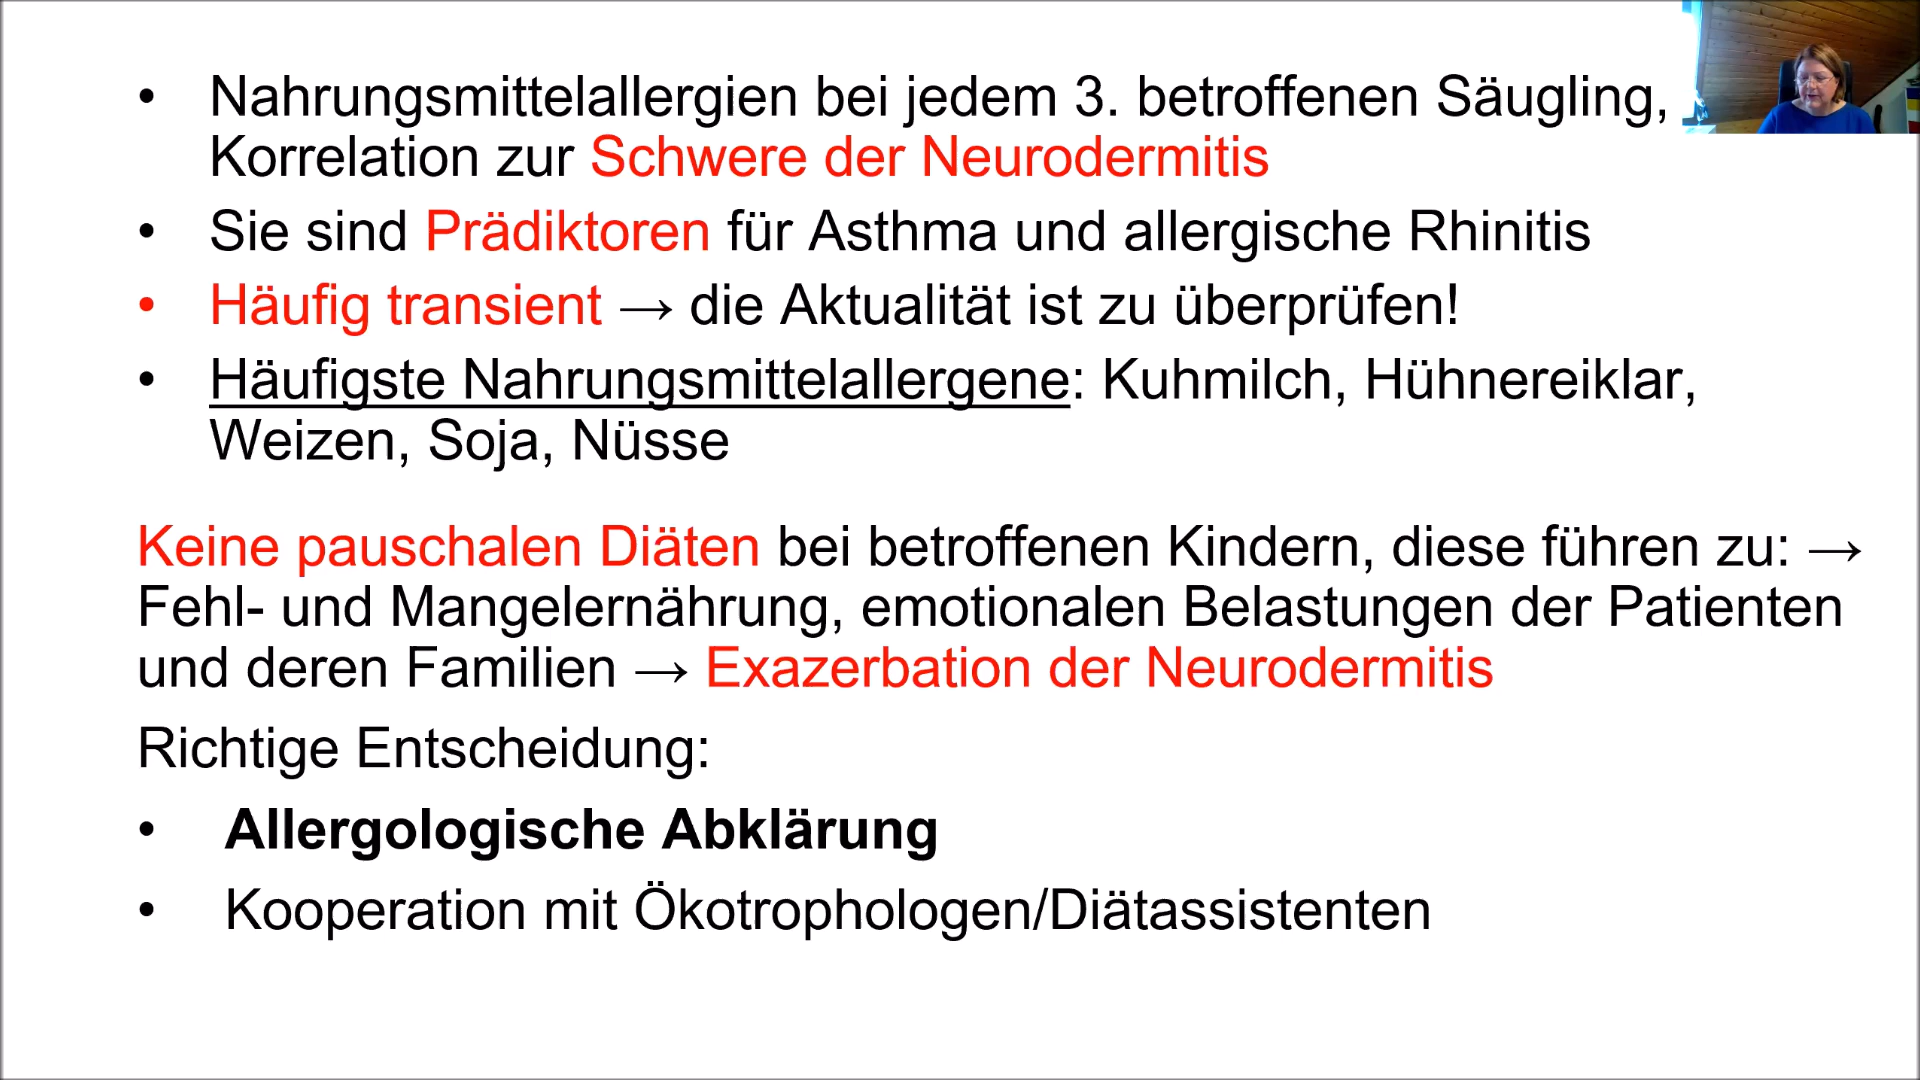 • Nahrungsmittelallergien bei jedem 3. betroffenen Säugling,
Korrelation zur Schwere der Neurodermitis
• Sie sind Prädiktoren für Asthma und allergische Rhinitis
• Häufig transient → die Aktualität ist zu überprüfen!
• Häufigste Nahrungsmittelallergene: Kuhmilch, Hühnereiklar,
Weizen, Soja, Nüsse
Keine pauschalen Diäten bei betroffenen Kindern, diese führen zu: →
Fehl- und Mangelernährung, emotionalen Belastungen der Patienten
und deren Familien → Exazerbation der Neurodermitis
Richtige Entscheidung:
• Allergologische Abklärung
• Kooperation mit Ökotrophologen/Diätassistenten